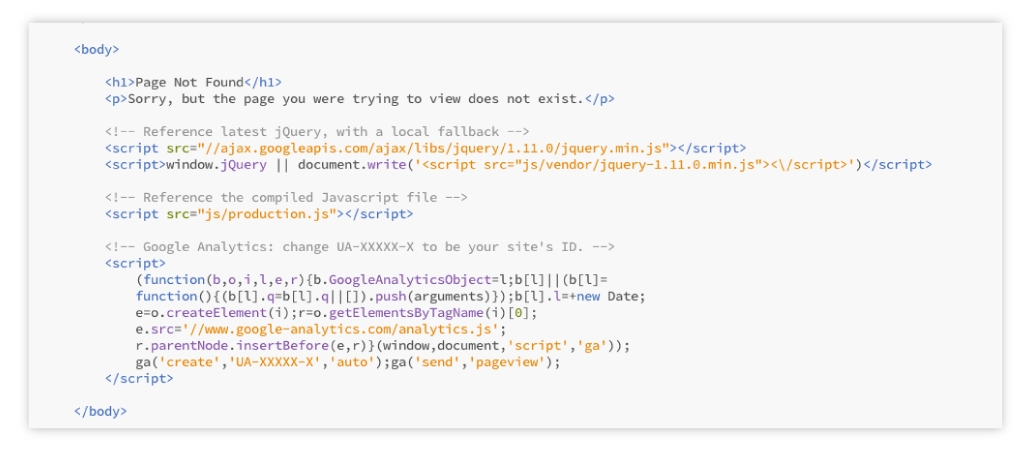 <body>
<h1>Page Not Found</h1>
<p>Sorry, but the page you were trying to view does not exist.</p>
<!-- Reference latest jQuery, with a local fallback -->
<script src="//ajax.googleapis.com/ajax/libs/jquery/1.11.0/jquery.min.js"></script>
<script>window.jQuery || document.write('<script src="js/vendor/jquery-1.11.0.min.js"><\/script>')</script>
<!-- Reference the compiled Javascript file -->
<script src="js/production.js"></script>
<!-- Google Analytics: change UA-XXXXX-X to be your site's ID. -->
<script>
(function(b,o,i,l,e,r){b.GoogleAnalyticsObject=l;b[l]||(b[l]=
function(){(b[l].q=b[l].q||[]).push(arguments)});b[l].l=+new Date;
e=o.createElement(i);r=o.getElementsByTagName(i)[0];
e.src='//www.google-analytics.com/analytics.js';
r.parentNode.insertBefore(e,r)}(window,document,'script','ga'));
ga('create','UA-XXXXX-X','auto');ga('send','pageview');
</script>
</body>